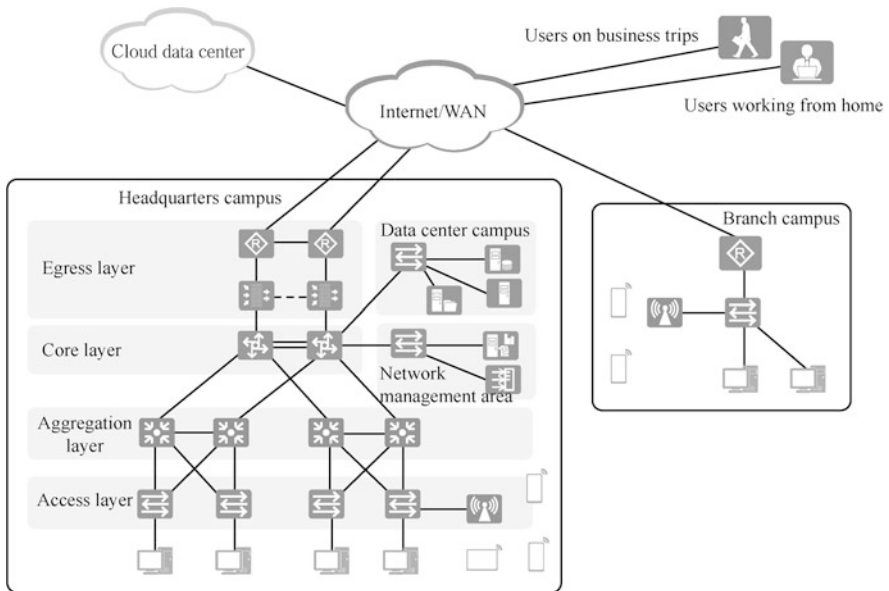 Cloud data center
Users on business trips
Internet/WAN
Users working from home
Headquarters campus
R
R
Egress layer
Data center campus
Branch campus
R
Core layer
Network
management area
Aggregation
layer
Access layer